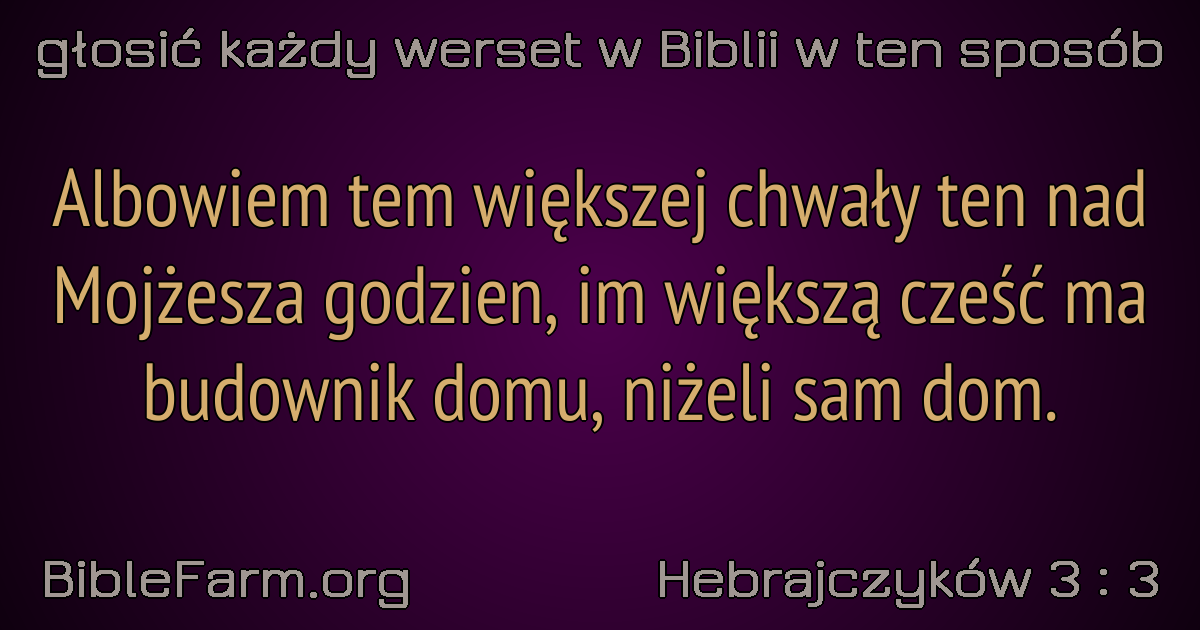 głosić każdy werset w Biblii w ten sposób
Albowiem tem większej chwały ten nad
Mojżesza godzien, im większą cześć ma
budownik domu, niżeli sam dom.
BibleFarm.org
Hebrajczyków 3 : 3